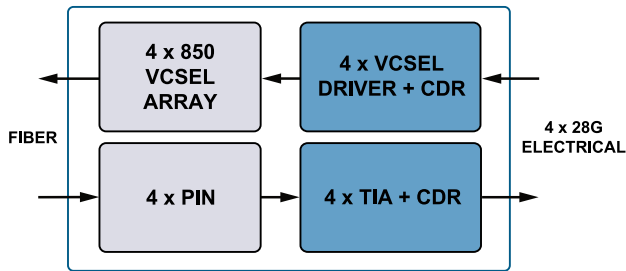 4 x 850
VCSEL
ARRAY
4 x VCSEL
DRIVER + CDR
FIBER
4 x 28G
ELECTRICAL
4 x PIN
4 x TIA + CDR